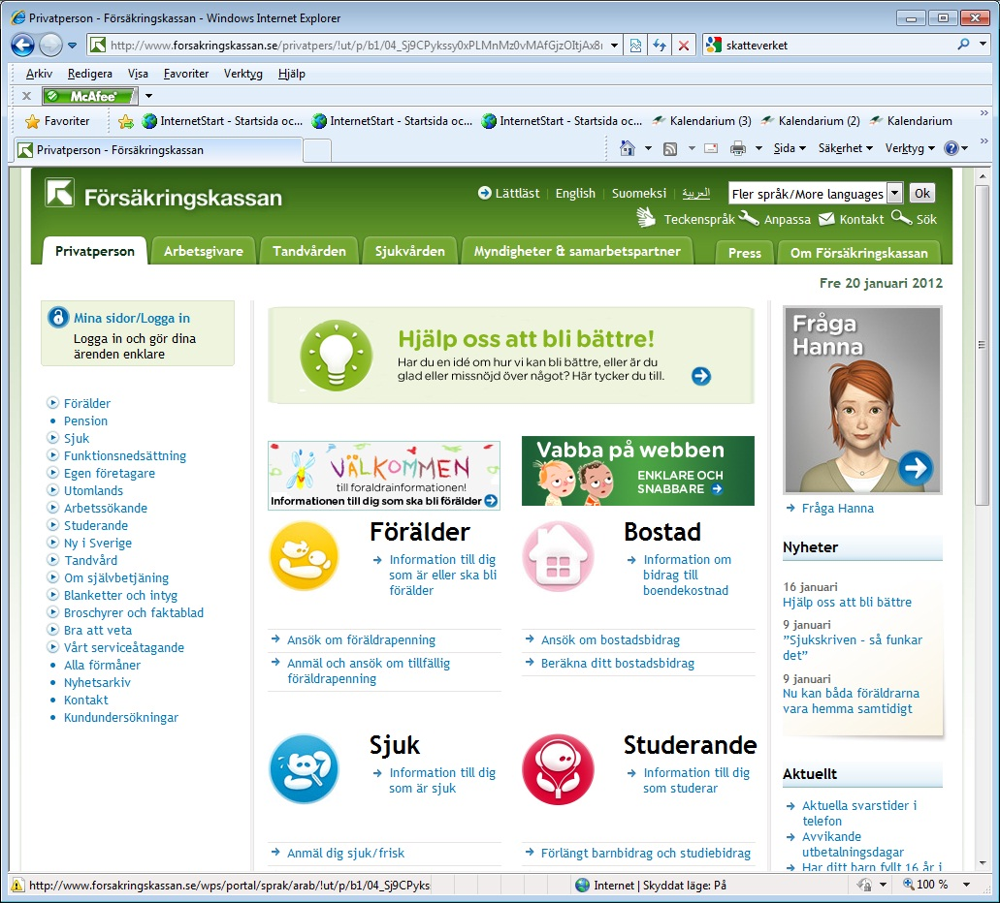 Privatperson - Försäkringskassan - Windows Internet Explorer
http://www.forsakringskassan.se/privatpers/!ut/p/b1/04_Sj9CPykssy0xPLMnMz0vMAfGjzOItjAx8
skatteverket
Arkiv Redigera Visa Favoriter Verktyg Hjälp
x McAfee
Favoriter InternetStart - Startsida oc... InternetStart - Startsida oc... InternetStart - Startsida oc... Kalendarium (3) Kalendarium (2) Kalendarium
Privatperson - Försäkringskassan
Sida Säkerhet Verktyg
Försäkringskassan
Lättläst English Suomeksi العربية Fler språk/More languages Ok
Teckenspråk Anpassa Kontakt Sök
Privatperson Arbetsgivare Tandvården Sjukvården Myndigheter & samarbetspartner Press Om Försäkringskassan
Fre 20 januari 2012
Mina sidor/Logga in
Logga in och gör dina
ärenden enklare
Förälder
Pension
Sjuk
Funktionsnedsättning
Egen företagare
Utomlands
Arbetssökande
Studerande
Ny i Sverige
Tandvård
Om självbetjäning
Blanketter och intyg
Broschyrer och faktablad
Bra att veta
Vårt serviceåtagande
Alla förmåner
Nyhetsarkiv
Kontakt
Kundundersökningar
Hjälp oss att bli bättre!
Har du en idé om hur vi kan bli bättre, eller är du
glad eller missnöjd över något? Här tycker du till.
VÄLKOMMEN
till foraldrainformationen!
Informationen till dig som ska bli förälder
Vabba på webben
ENKLARE OCH
SNABBARE
Förälder
Information till dig
som är eller ska bli
förälder
Ansök om föräldrapenning
Anmäl och ansök om tillfällig
föräldrapenning
Bostad
Information om
bidrag till
boendekostnad
Ansök om bostadsbidrag
Beräkna ditt bostadsbidrag
Sjuk
Information till dig
som är sjuk
Anmäl dig sjuk/frisk
Studerande
Information till dig
som studerar
Förlängt barnbidrag och studiebidrag
Fråga
Hanna
Fråga Hanna
Nyheter
16 januari
Hjälp oss att bli bättre
9 januari
”Sjukskriven - så funkar
det”
9 januari
Nu kan båda föräldrarna
vara hemma samtidigt
Aktuellt
Aktuella svarstider i
telefon
Avvikande
utbetalningsdagar
Har ditt barn fyllt 16 år i
http://www.forsakringskassan.se/wps/portal/sprak/arab/!ut/p/b1/04_Sj9CPyks
Internet | Skyddat läge: På
100 %